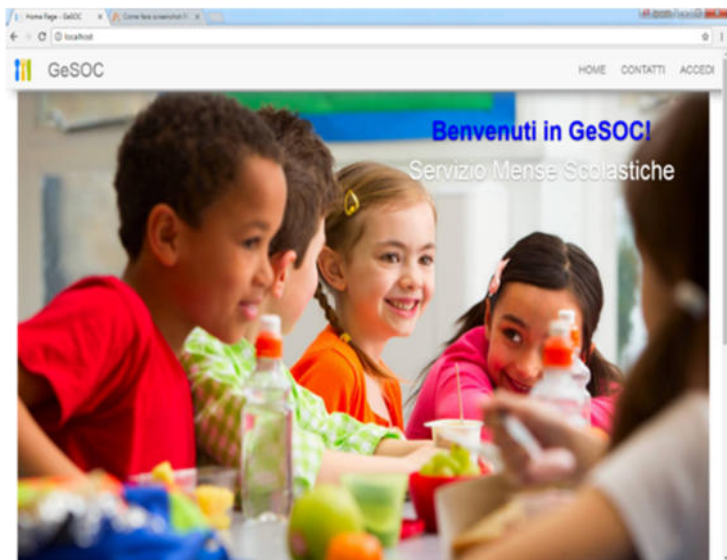 Home Page - GeSOC
Come fare screenshot
localhost
GeSOC
HOME CONTATTI ACCEDI
Benvenuti in GeSOC!
Servizio Mense Scolastiche